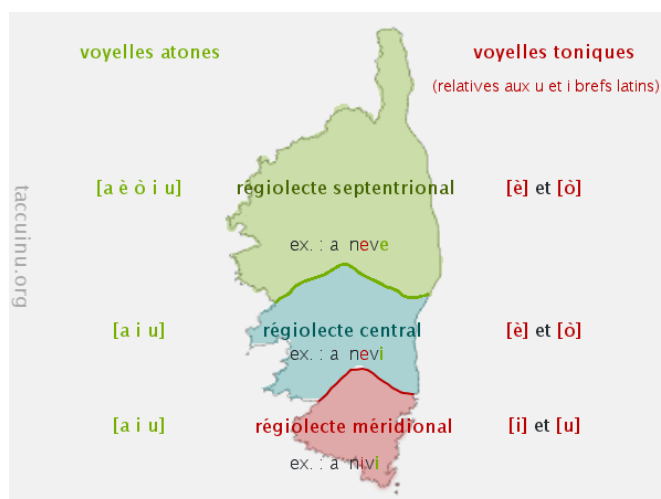 voyelles atones
voyelles toniques
(relatives aux u et i brefs latins)
[a è ò i u]
régiolecte septentrional
[è] et [ò]
ex. : a neve
taccuinu.org
[a i u]
régiolecte central
[è] et [ò]
ex. : a nevi
[a i u]
régiolecte méridional
[i] et [u]
ex. : a nivi